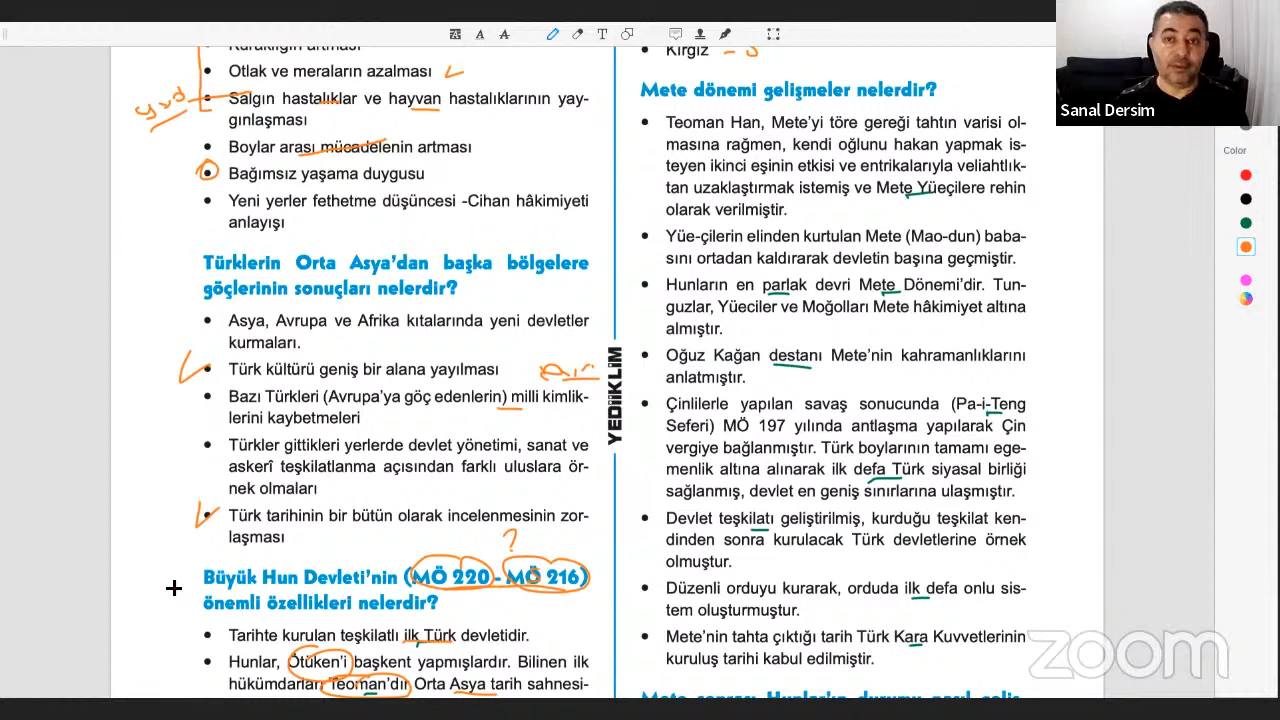 Kuraklığın artması
Otlak ve meraların azalması
Salgın hastalıklar ve hayvan hastalıklarının yay-
gınlaşması
Boylar arası mücadelenin artması
Bağımsız yaşama duygusu
Yeni yerler fethetme düşüncesi -Cihan hâkimiyeti
anlayışı
Türklerin Orta Asya'dan başka bölgelere
göçlerinin sonuçları nelerdir?
Asya, Avrupa ve Afrika kıtalarında yeni devletler
kurmaları.
Türk kültürü geniş bir alana yayılması
Bazı Türkleri (Avrupa'ya göç edenlerin) milli kimlik-
lerini kaybetmeleri
Türkler gittikleri yerlerde devlet yönetimi, sanat ve
askerî teşkilatlanma açısından farklı uluslara ör-
nek olmaları
Türk tarihinin bir bütün olarak incelenmesinin zor-
laşması
?
Büyük Hun Devleti'nin (MÖ 220 - MÖ 216)
önemli özellikleri nelerdir?
Tarihte kurulan teşkilatlı ilk Türk devletidir.
Hunlar, Ötüken'i başkent yapmışlardır. Bilinen ilk
hükümdarları Teoman'dır Orta Asya tarih sahnesi-
YEDİİKLİM
Kırgız
Mete dönemi gelişmeler nelerdir?
Teoman Han, Mete'yi töre gereği tahtın varisi ol-
masına rağmen, kendi oğlunu hakan yapmak is-
teyen ikinci eşinin etkisi ve entrikalarıyla veliahtlık-
tan uzaklaştırmak istemiş ve Mete Yüeçilere rehin
olarak verilmiştir.
Yüe-çilerin elinden kurtulan Mete (Mao-dun) baba-
sını ortadan kaldırarak devletin başına geçmiştir.
Hunların en parlak devri Mete Dönemi'dir. Tun-
guzlar, Yüeciler ve Moğolları Mete hâkimiyet altına
almıştır.
Oğuz Kağan destanı Mete'nin kahramanlıklarını
anlatmıştır.
Çinlilerle yapılan savaş sonucunda (Pa-i-Teng
Seferi) MÖ 197 yılında antlaşma yapılarak Çin
vergiye bağlanmıştır. Türk boylarının tamamı ege-
menlik altına alınarak ilk defa Türk siyasal birliği
sağlanmış, devlet en geniş sınırlarına ulaşmıştır.
Devlet teşkilatı geliştirilmiş, kurduğu teşkilat ken-
dinden sonra kurulacak Türk devletlerine örnek
olmuştur.
Düzenli orduyu kurarak, orduda ilk defa onlu sis-
tem oluşturmuştur.
Mete'nin tahta çıktığı tarih Türk Kara Kuvvetlerinin
kuruluş tarihi kabul edilmiştir.
Sanal Dersim
Color
zoom